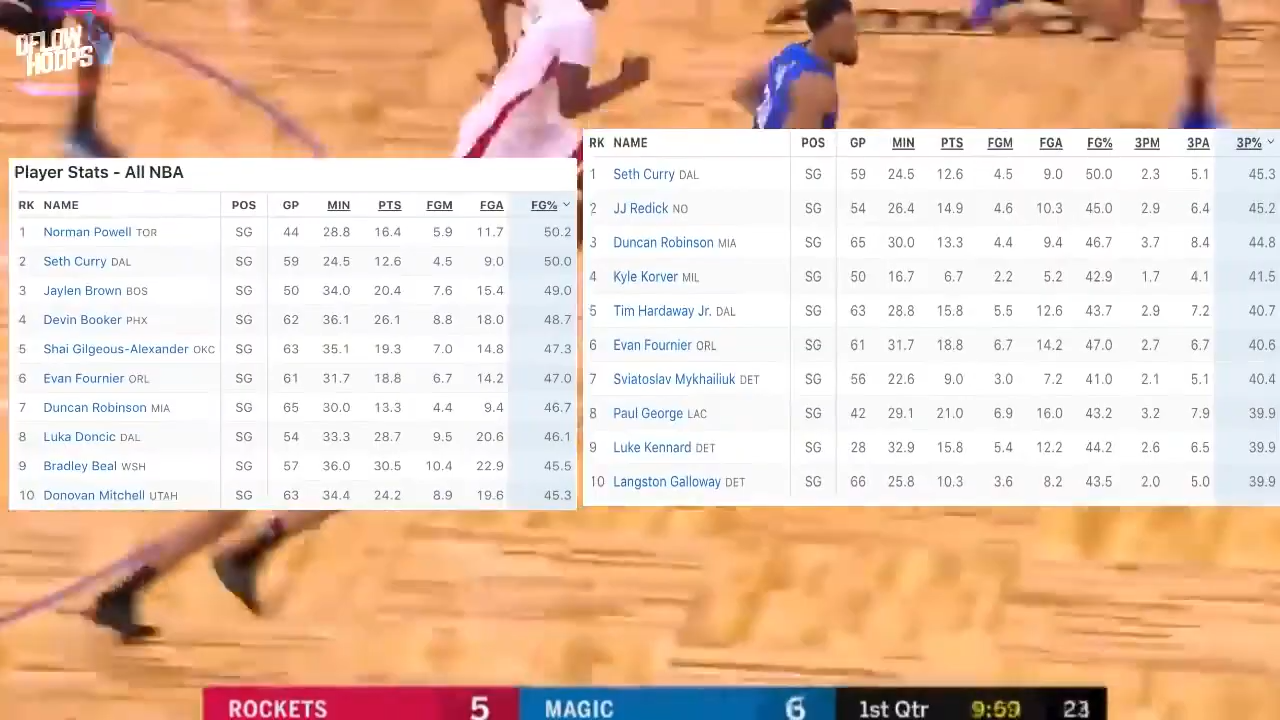 DFLOW
HOOPS
Player Stats - All NBA
RK NAME POS GP MIN PTS FGM FGA FG%
1 Norman Powell TOR SG 44 28.8 16.4 5.9 11.7 50.2
2 Seth Curry DAL SG 59 24.5 12.6 4.5 9.0 50.0
3 Jaylen Brown BOS SG 50 34.0 20.4 7.6 15.4 49.0
4 Devin Booker PHX SG 62 36.1 26.1 8.8 18.0 48.7
5 Shai Gilgeous-Alexander OKC SG 63 35.1 19.3 7.0 14.8 47.3
6 Evan Fournier ORL SG 61 31.7 18.8 6.7 14.2 47.0
7 Duncan Robinson MIA SG 65 30.0 13.3 4.4 9.4 46.7
8 Luka Doncic DAL SG 54 33.3 28.7 9.5 20.6 46.1
9 Bradley Beal WSH SG 57 36.0 30.5 10.4 22.9 45.5
10 Donovan Mitchell UTAH SG 63 34.4 24.2 8.9 19.6 45.3
RK NAME POS GP MIN PTS FGM FGA FG% 3PM 3PA 3P%
1 Seth Curry DAL SG 59 24.5 12.6 4.5 9.0 50.0 2.3 5.1 45.3
2 JJ Redick NO SG 54 26.4 14.9 4.6 10.3 45.0 2.9 6.4 45.2
3 Duncan Robinson MIA SG 65 30.0 13.3 4.4 9.4 46.7 3.7 8.4 44.8
4 Kyle Korver MIL SG 50 16.7 6.7 2.2 5.2 42.9 1.7 4.1 41.5
5 Tim Hardaway Jr. DAL SG 63 28.8 15.8 5.5 12.6 43.7 2.9 7.2 40.7
6 Evan Fournier ORL SG 61 31.7 18.8 6.7 14.2 47.0 2.7 6.7 40.6
7 Sviatoslav Mykhailiuk DET SG 56 22.6 9.0 3.0 7.2 41.0 2.1 5.1 40.4
8 Paul George LAC SG 42 29.1 21.0 6.9 16.0 43.2 3.2 7.9 39.9
9 Luke Kennard DET SG 28 32.9 15.8 5.4 12.2 44.2 2.6 6.5 39.9
10 Langston Galloway DET SG 66 25.8 10.3 3.6 8.2 43.5 2.0 5.0 39.9
ROCKETS 5 MAGIC 6 1st Qtr 9:59 23